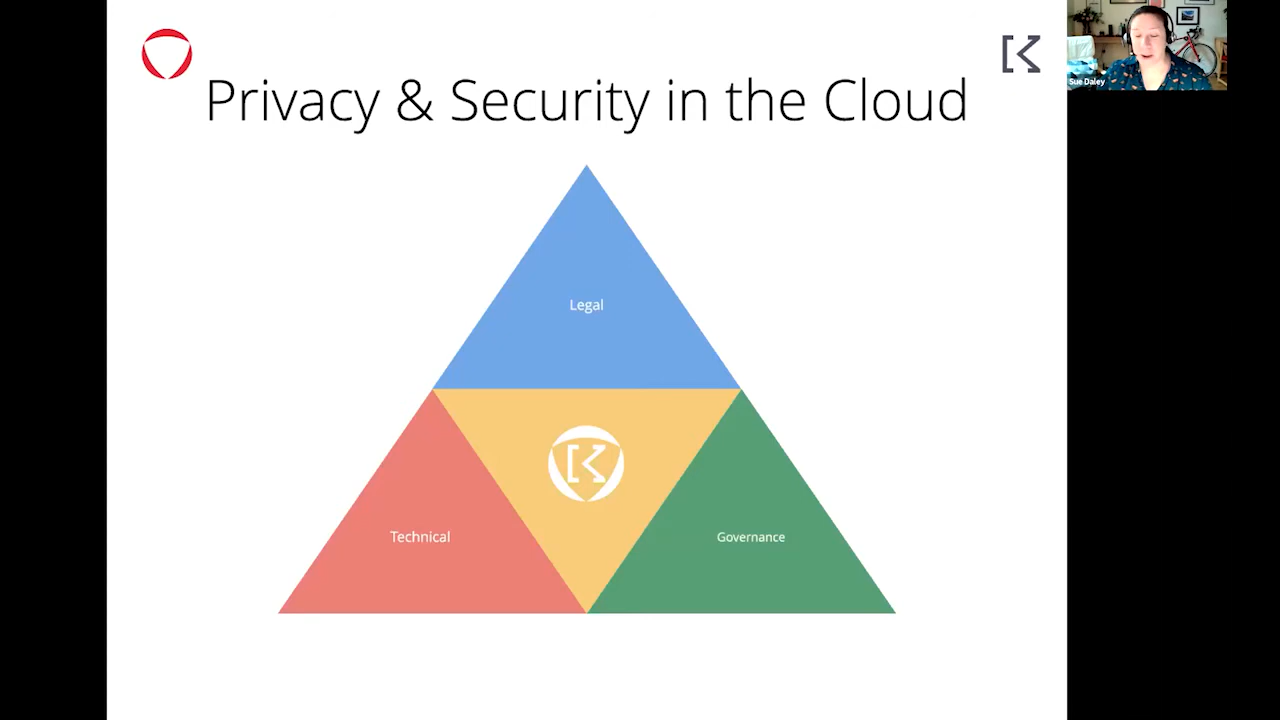 Privacy & Security in the Cloud
Sue Daley
Legal
Technical
Governance